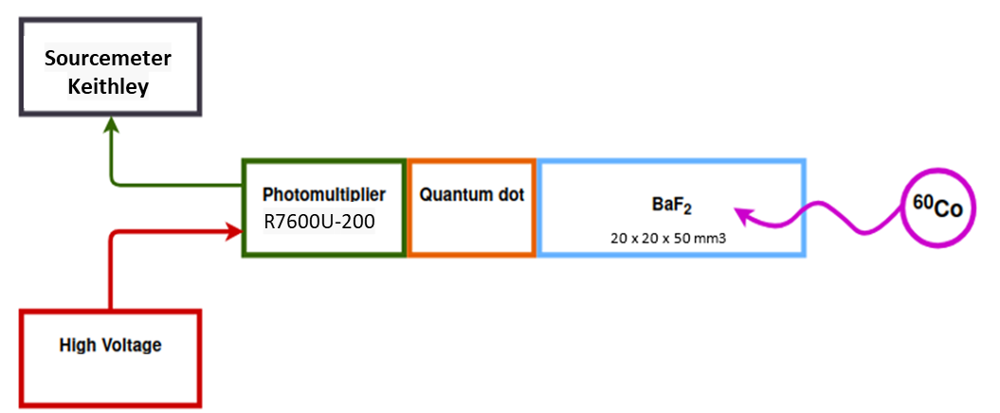 Sourcemeter
Keithley
Photomultiplier
R7600U-200
Quantum dot
BaF₂
20 x 20 x 50 mm3
⁶⁰Co
High Voltage